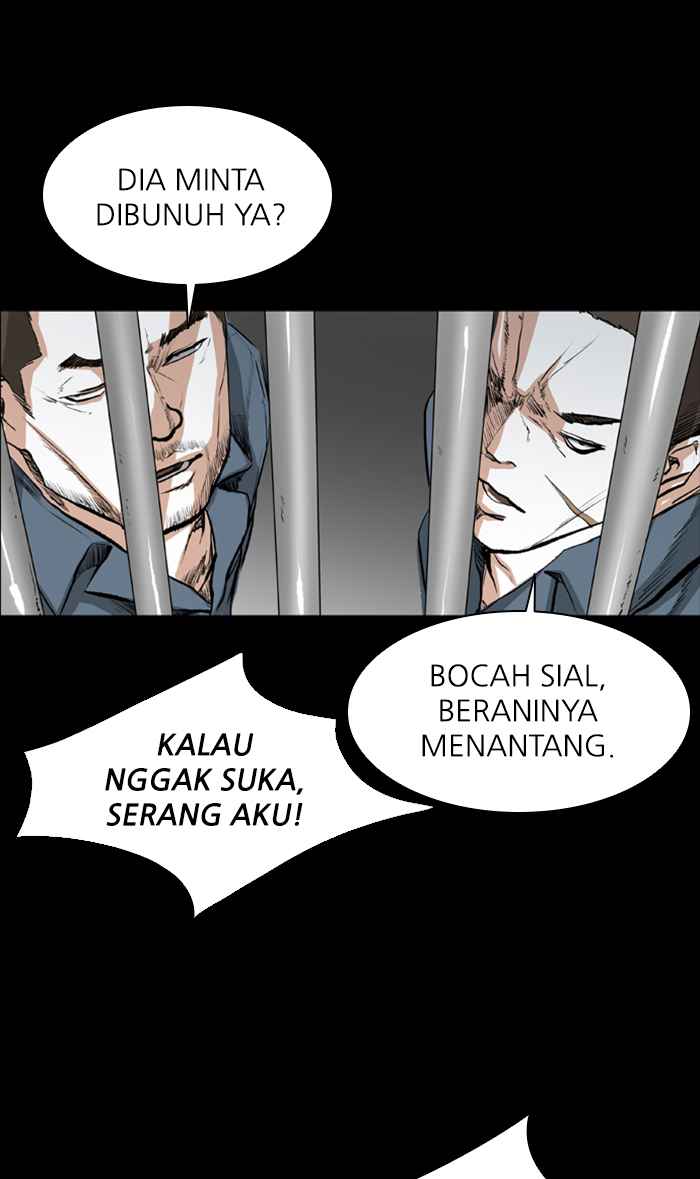 DIA MINTA
DIBUNUH YA?
BOCAH SIAL,
BERANINYA
MENANTANG.
KALAU
NGGAK SUKA,
SERANG AKU!